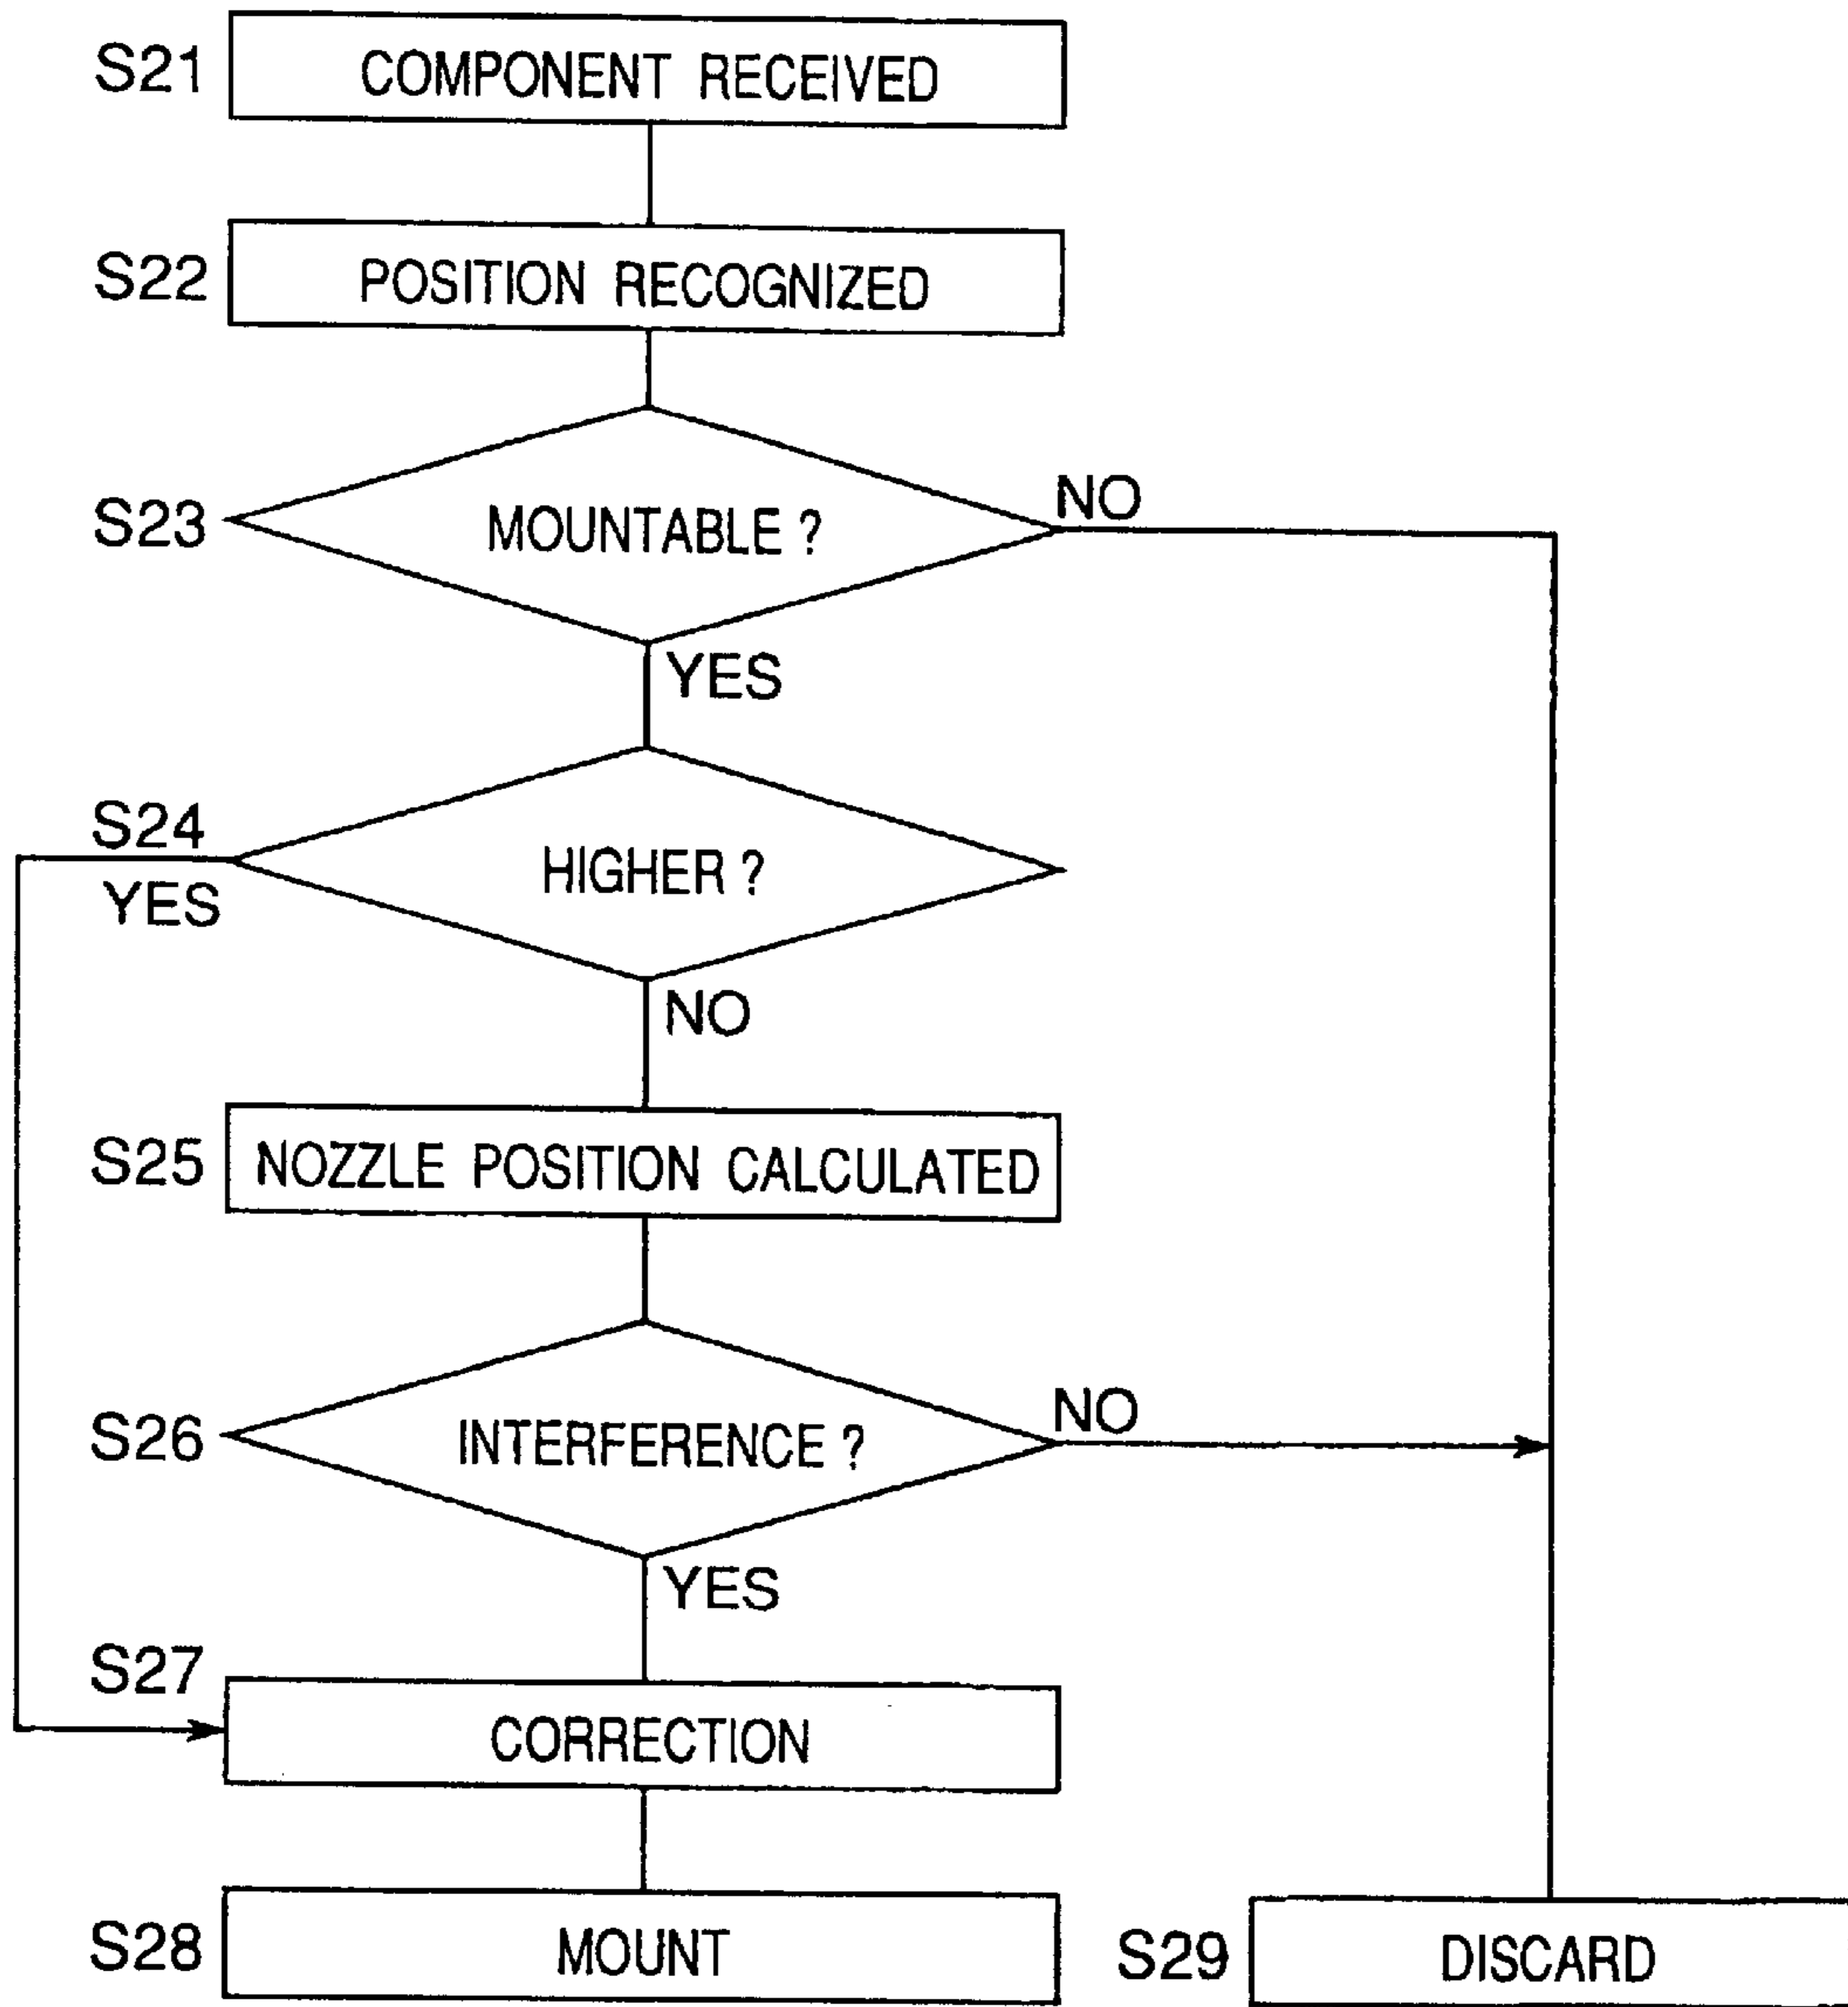 S21 COMPONENT RECEIVED
S22 POSITION RECOGNIZED
S23 MOUNTABLE ? NO
YES
S24 HIGHER ?
YES
NO
S25 NOZZLE POSITION CALCULATED
S26 INTERFERENCE ? NO
YES
S27 CORRECTION
S28 MOUNT
S29 DISCARD